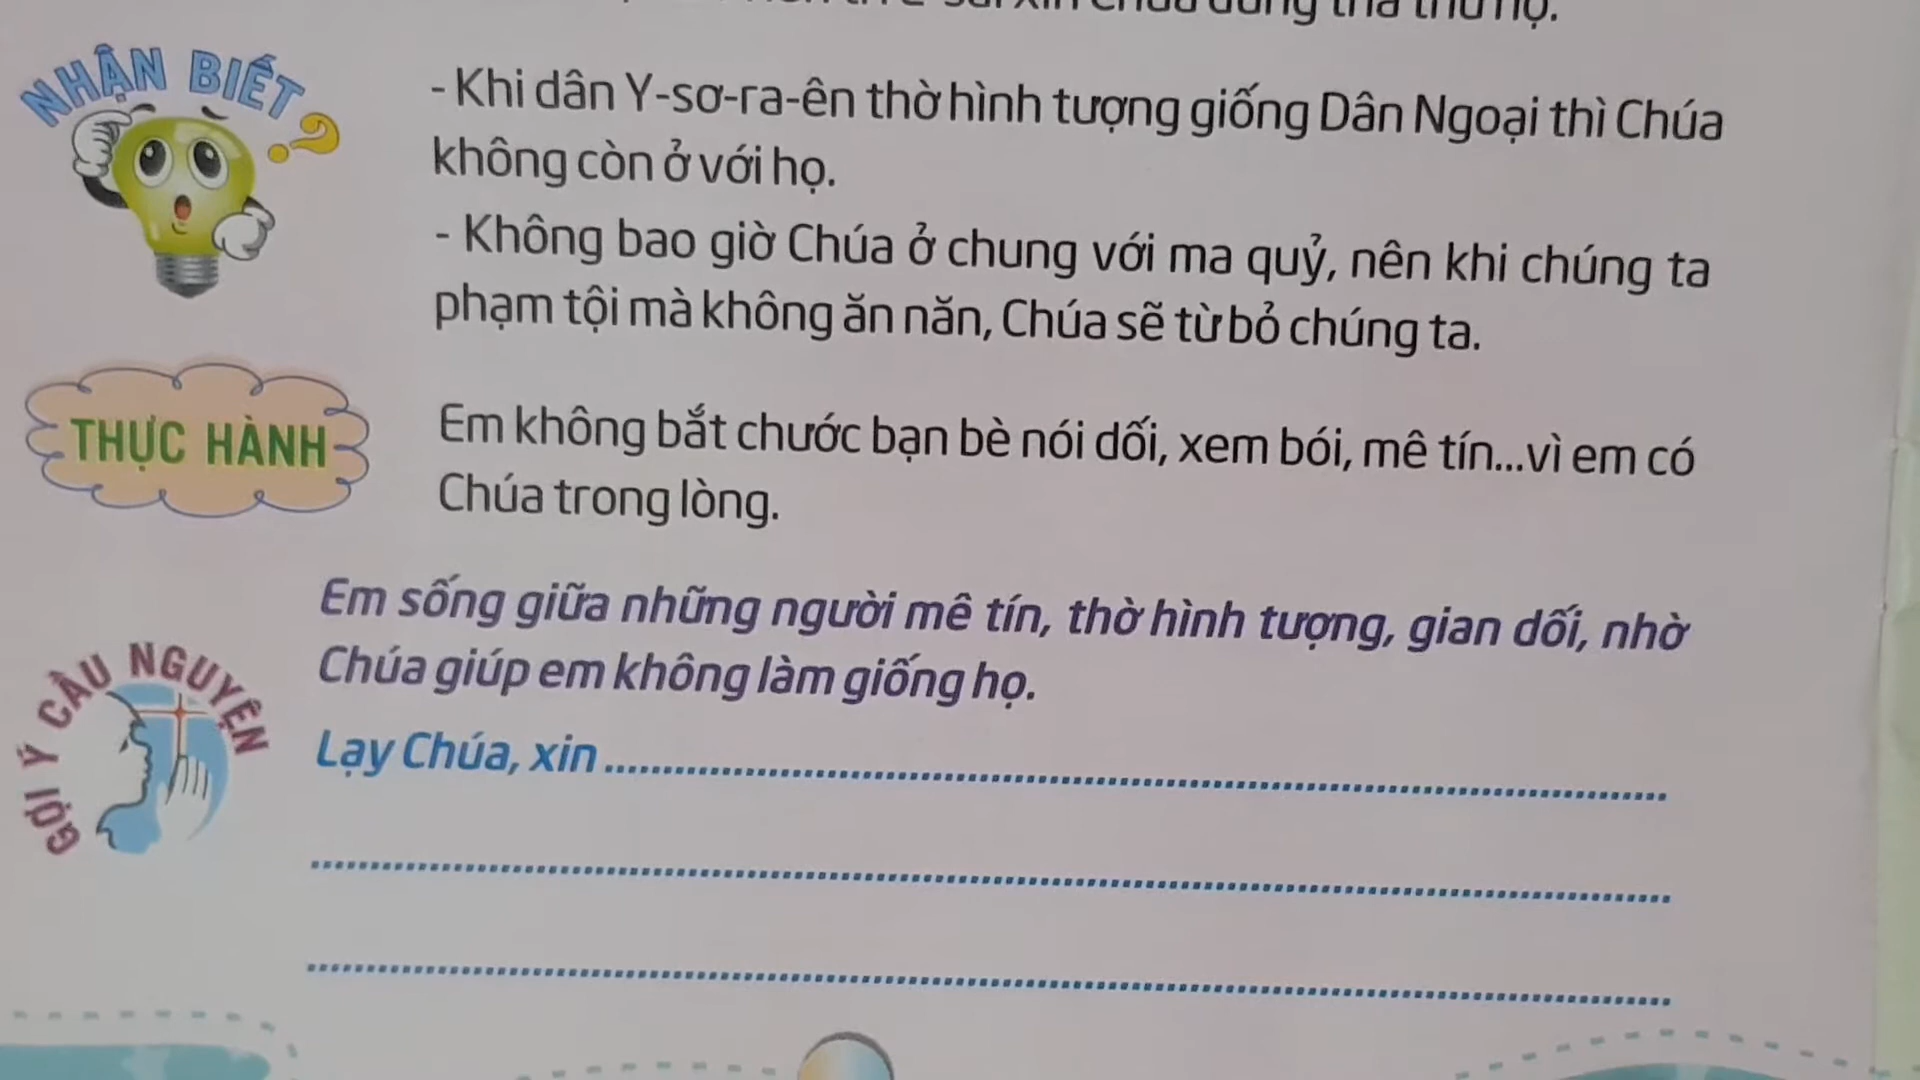 đừng tha thứ họ.
NHẬN BIẾT?
- Khi dân Y-sơ-ra-ên thờ hình tượng giống Dân Ngoại thì Chúa
không còn ở với họ.
- Không bao giờ Chúa ở chung với ma quỷ, nên khi chúng ta
phạm tội mà không ăn năn, Chúa sẽ từ bỏ chúng ta.
THỰC HÀNH
Em không bắt chước bạn bè nói dối, xem bói, mê tín...vì em có
Chúa trong lòng.
GỢI Ý CẦU NGUYỆN
Em sống giữa những người mê tín, thờ hình tượng, gian dối, nhờ
Chúa giúp em không làm giống họ.
Lạy Chúa, xin